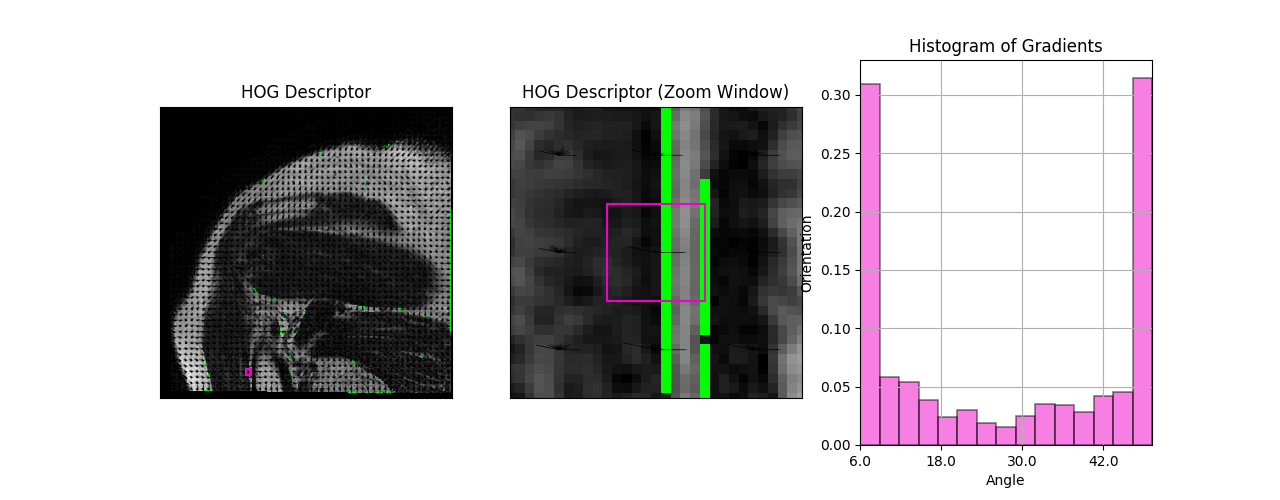 HOG Descriptor
HOG Descriptor (Zoom Window)
Histogram of Gradients
Orientation
0.30
0.25
0.20
0.15
0.10
0.05
0.00
6.0 18.0 30.0 42.0
Angle